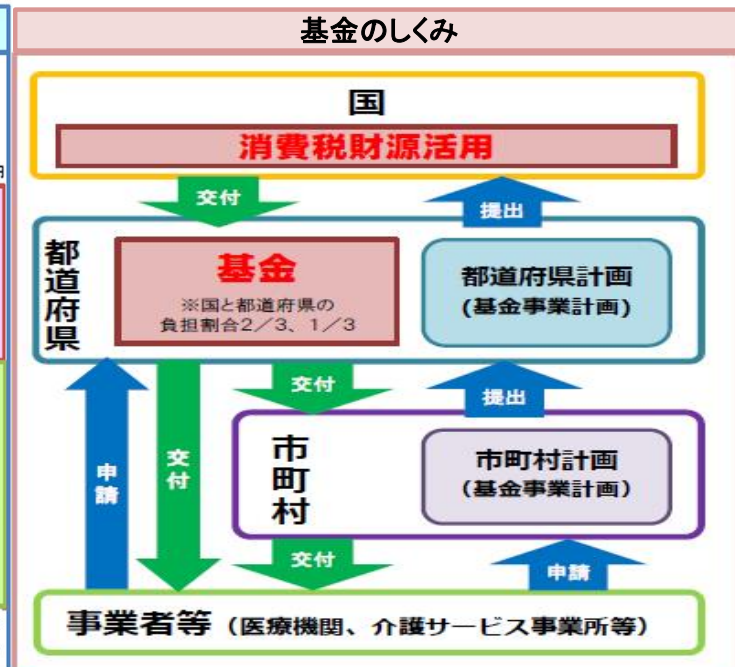 基金のしくみ
円
国
消費税財源活用
交付
提出
都道府県
基金
※国と都道府県の
負担割合2/3、1/3
都道府県計画
(基金事業計画)
交付
提出
申請
交付
市町村
市町村計画
(基金事業計画)
交付
申請
事業者等(医療機関、介護サービス事業所等)